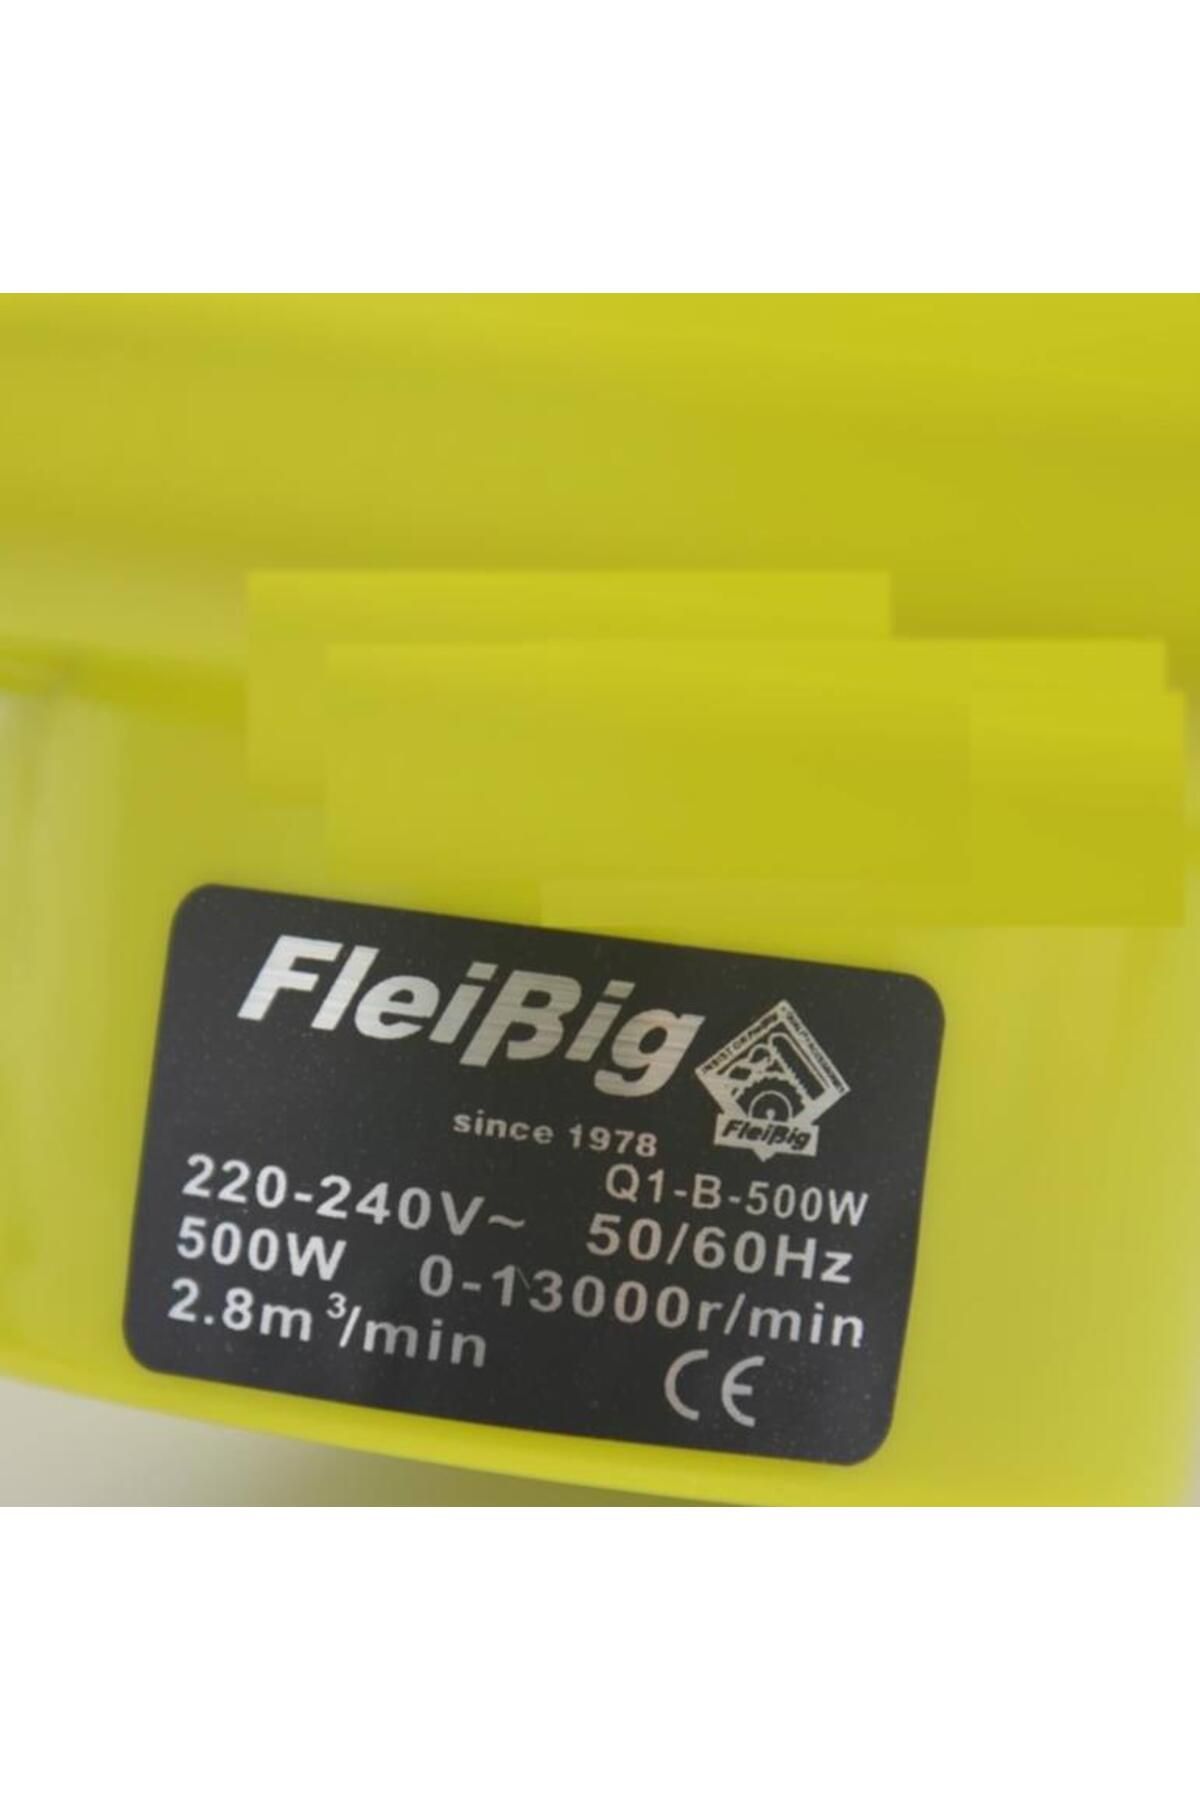 Fleißig
since 1978
Fleißig
Q1-B-500W
220-240V~ 50/60Hz
500W 0-13000r/min
2.8m³/min
CE